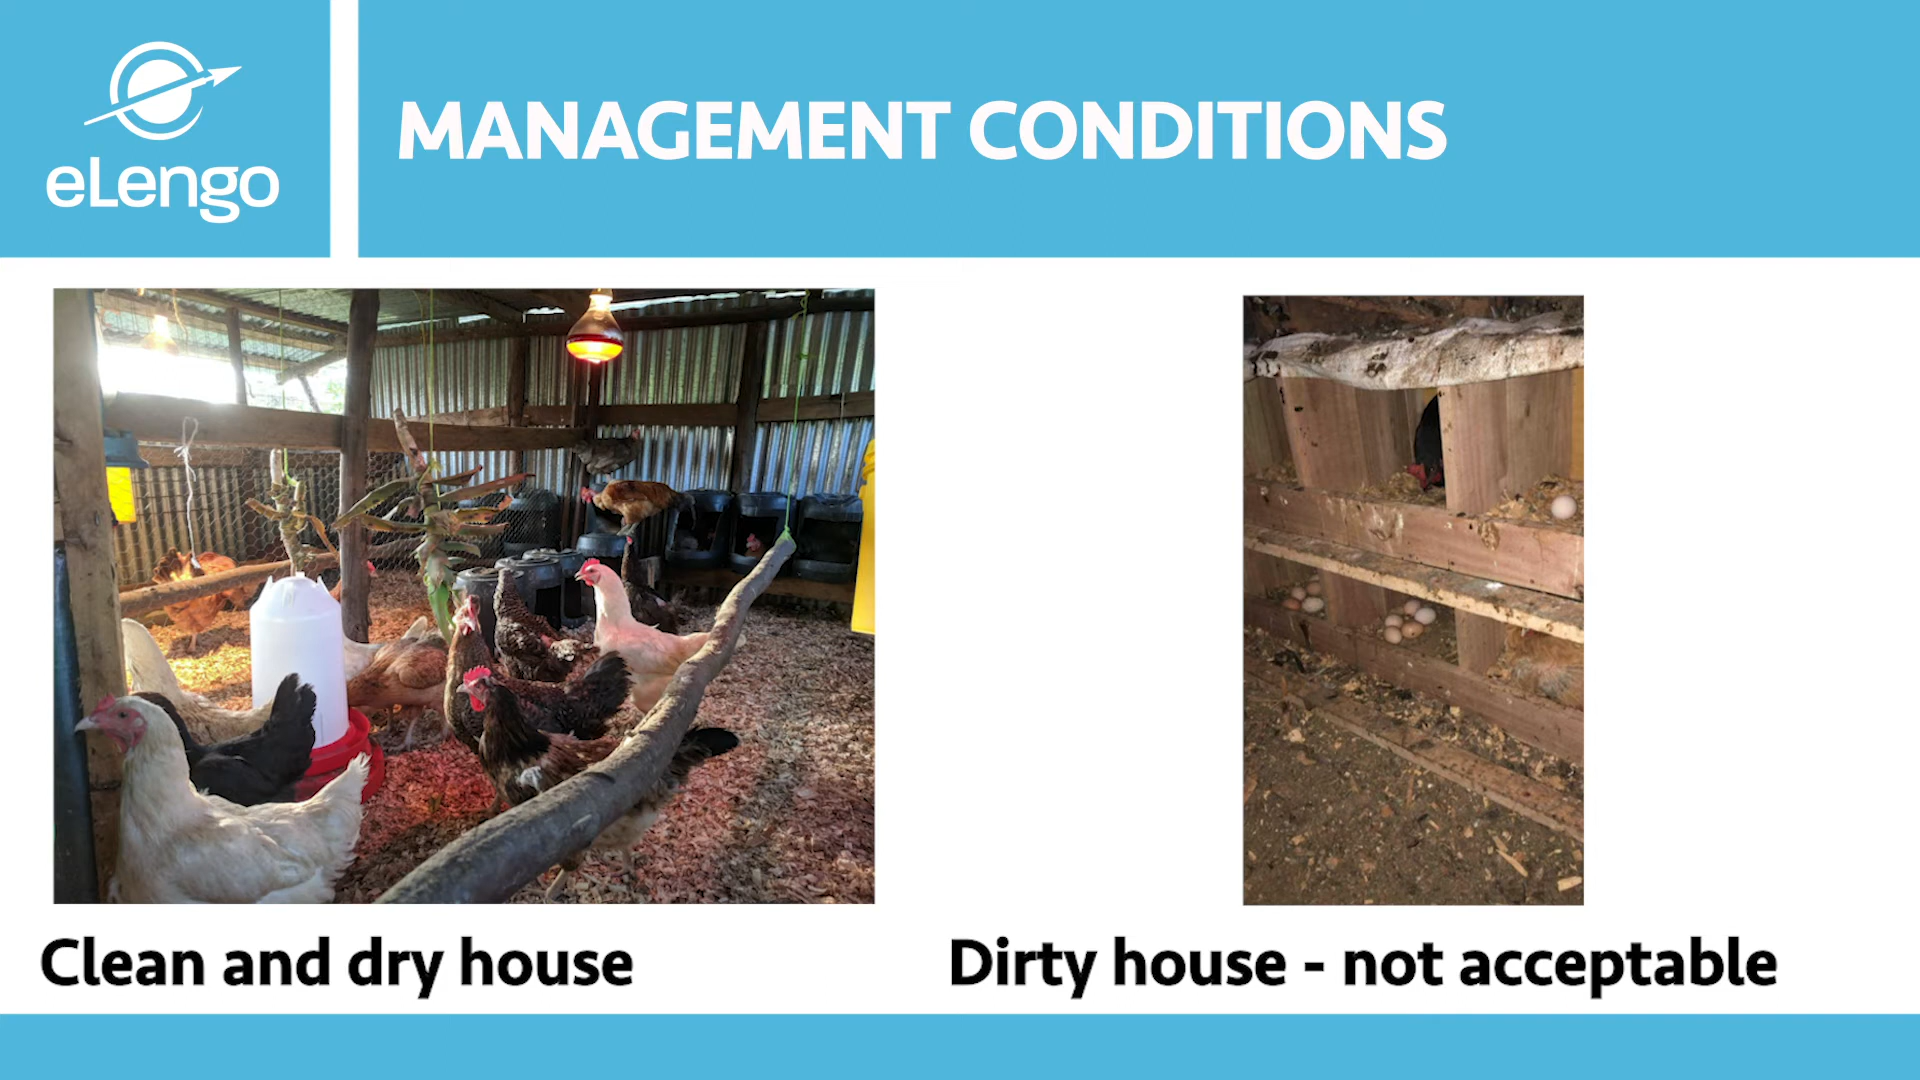 eLengo
MANAGEMENT CONDITIONS
Clean and dry house
Dirty house - not acceptable